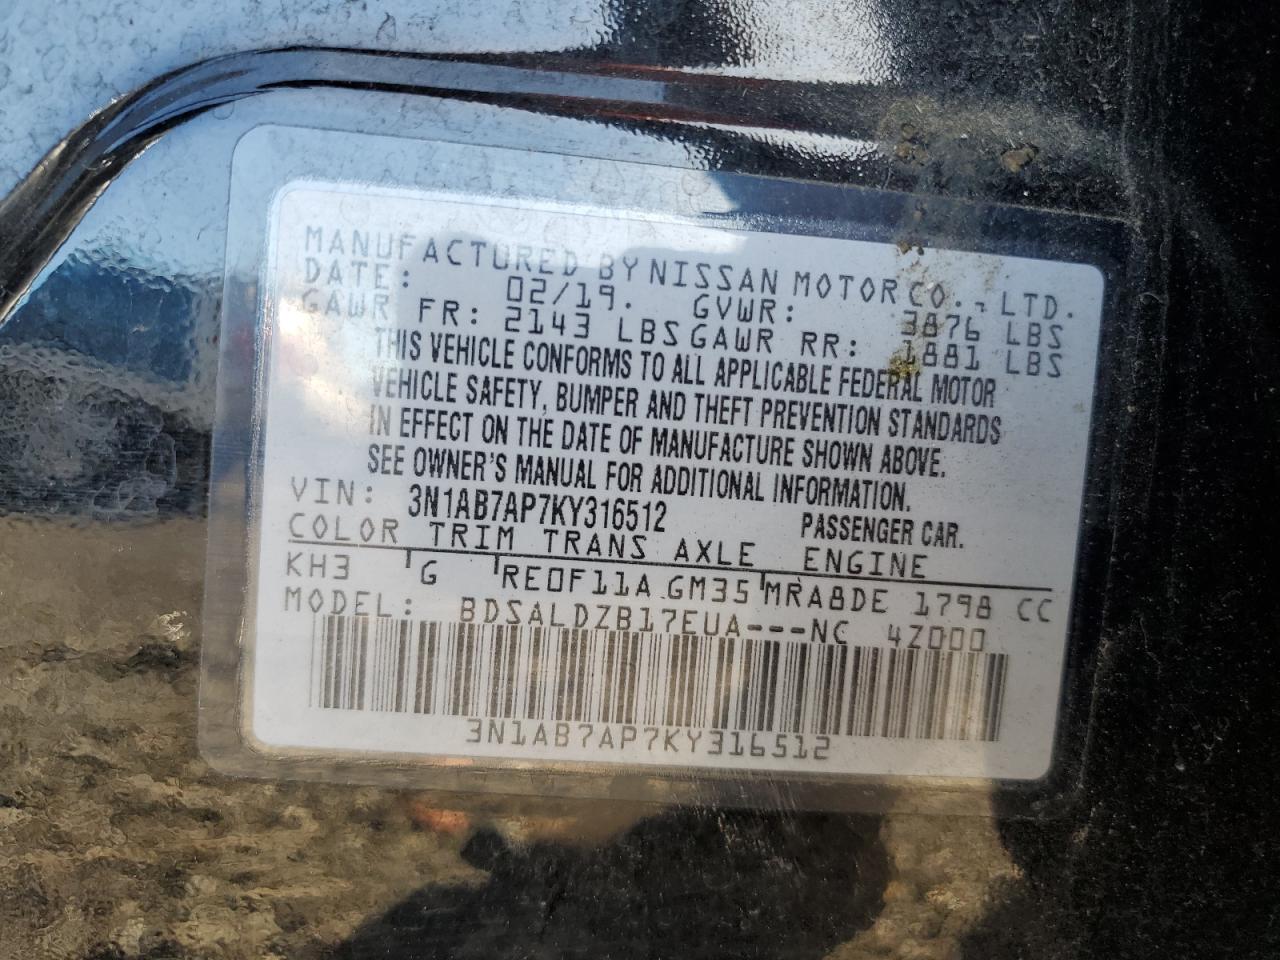 MANUFACTURED BY NISSAN MOTOR CO., LTD.
DATE: 02/19. GVWR: 3876 LBS
GAWR FR: 2143 LBS GAWR RR: 1881 LBS
THIS VEHICLE CONFORMS TO ALL APPLICABLE FEDERAL MOTOR
VEHICLE SAFETY, BUMPER AND THEFT PREVENTION STANDARDS
IN EFFECT ON THE DATE OF MANUFACTURE SHOWN ABOVE.
SEE OWNER'S MANUAL FOR ADDITIONAL INFORMATION.
VIN: 3N1AB7AP7KY316512 PASSENGER CAR.
COLOR TRIM TRANS AXLE ENGINE
KH3 G RE0F11A GM35 MRA8DE 1798 CC
MODEL: BDSALDZB17EUA---NC 4Z000
3N1AB7AP7KY316512